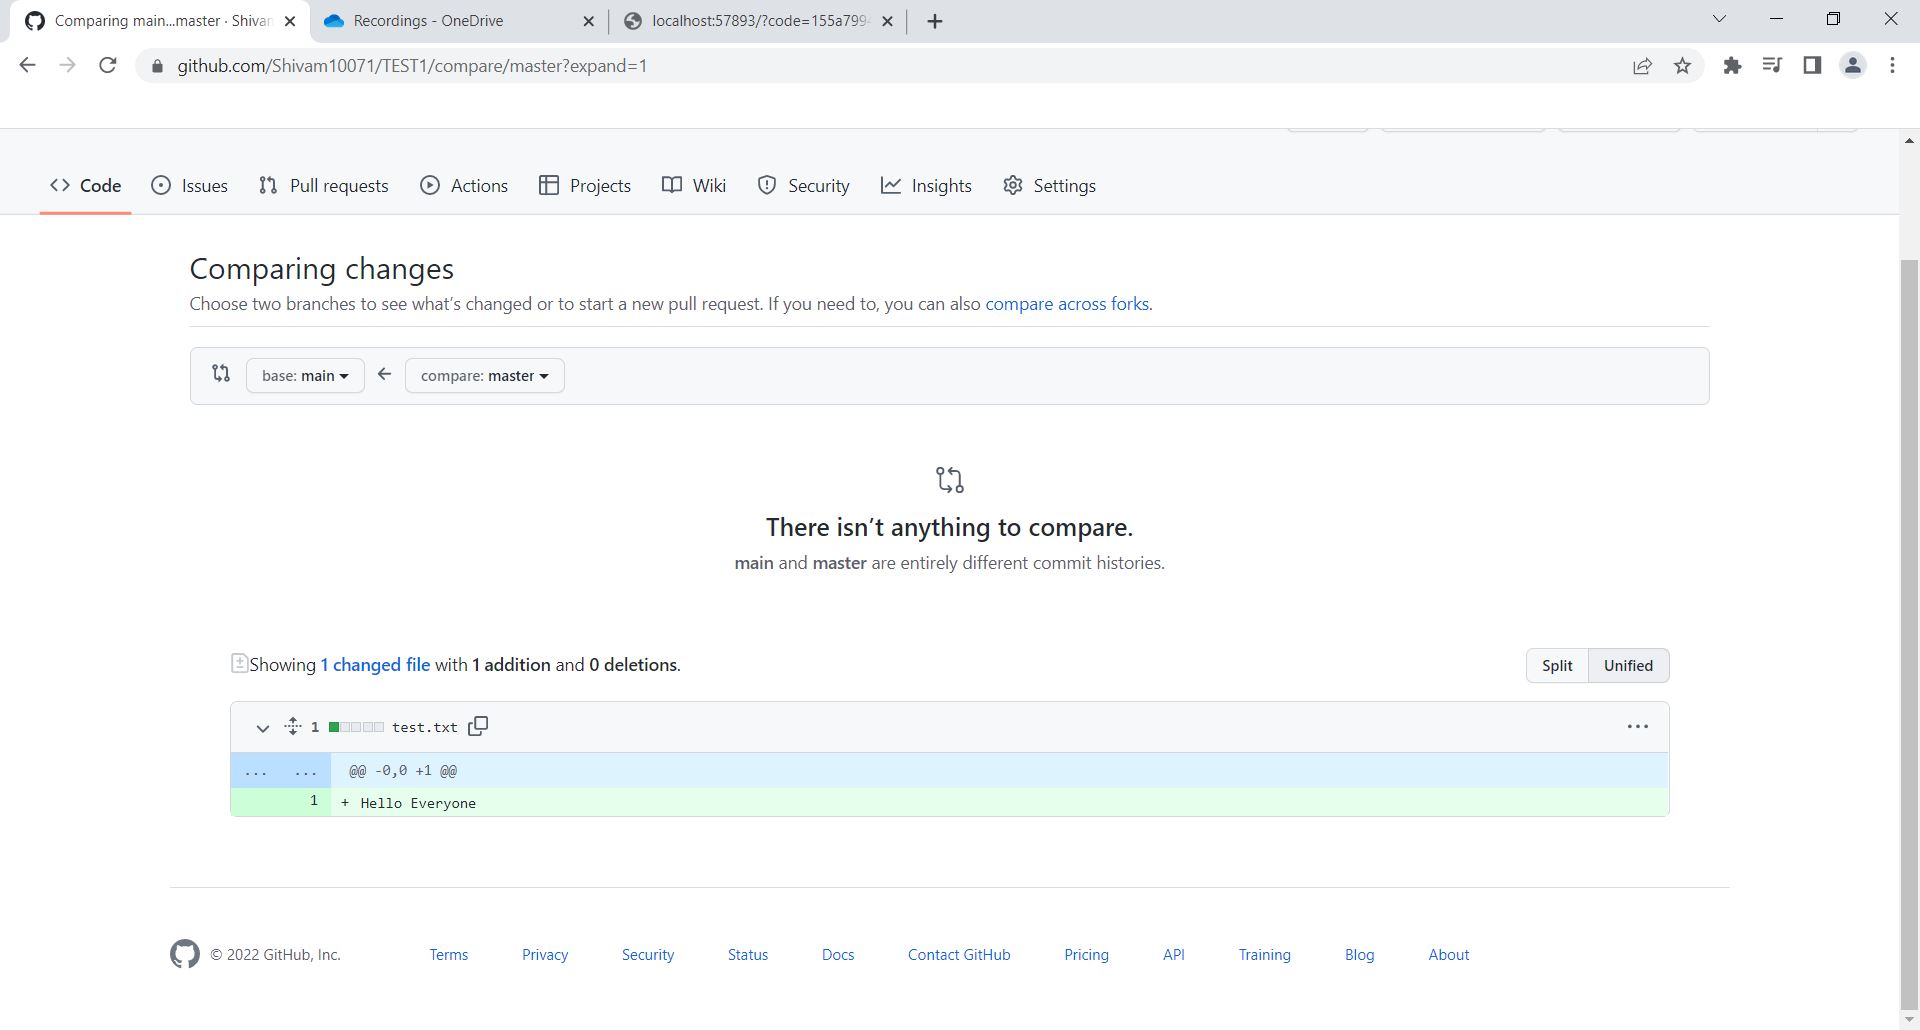 Comparing main...master · Shivan
Recordings - OneDrive
localhost:57893/?code=155a799
github.com/Shivam10071/TEST1/compare/master?expand=1
Code Issues Pull requests Actions Projects Wiki Security Insights Settings
Comparing changes
Choose two branches to see what’s changed or to start a new pull request. If you need to, you can also compare across forks.
base: main compare: master
There isn’t anything to compare.
main and master are entirely different commit histories.
Showing 1 changed file with 1 addition and 0 deletions.
Split Unified
1 test.txt
... ... @@ -0,0 +1 @@
1 + Hello Everyone
© 2022 GitHub, Inc. Terms Privacy Security Status Docs Contact GitHub Pricing API Training Blog About